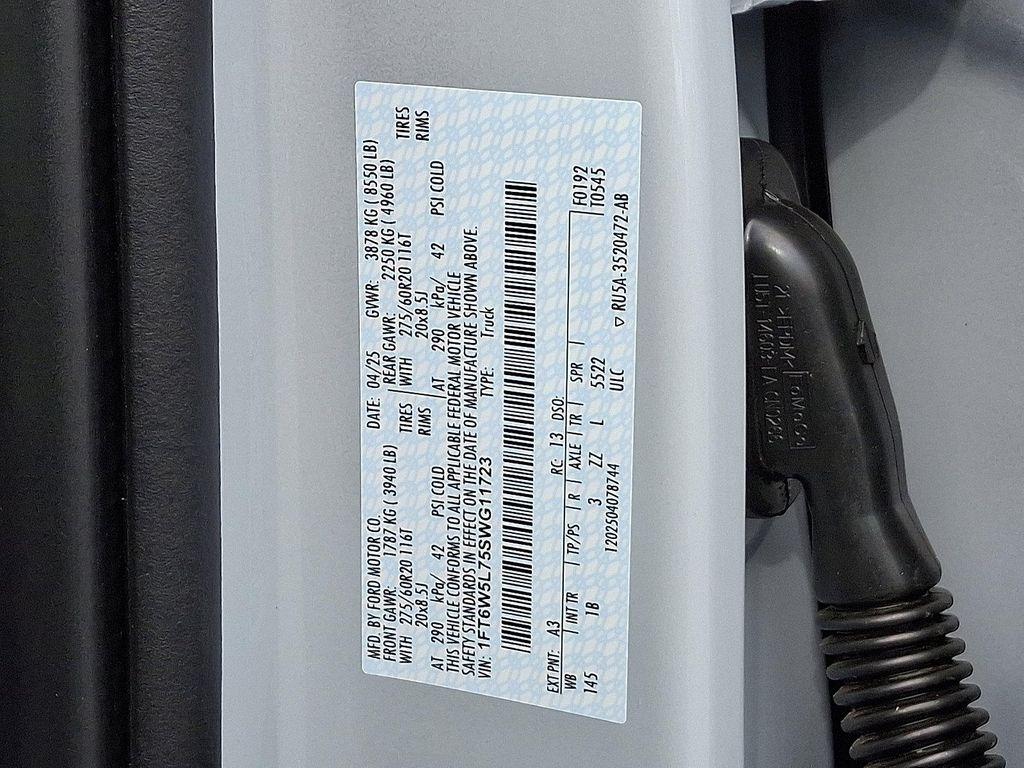 MFD. BY FORD MOTOR CO. DATE: 04/25 GVWR: 3878 KG ( 8550 LB)
FRONT GAWR: 1787 KG ( 3940 LB) REAR GAWR: 2250 KG ( 4960 LB)
WITH 275/60R20 116T TIRES WITH 275/60R20 116T TIRES
20x8.5J RIMS 20x8.5J RIMS
AT 290 kPa/ 42 PSI COLD AT 290 kPa/ 42 PSI COLD
THIS VEHICLE CONFORMS TO ALL APPLICABLE FEDERAL MOTOR VEHICLE
SAFETY STANDARDS IN EFFECT ON THE DATE OF MANUFACTURE SHOWN ABOVE.
VIN: 1FT6W5L75SWG11723 TYPE: Truck
EXT PNT: A3 RC: 13 DSO: F0192
WB INT TR TP/PS R AXLE TR SPR T0545
145 1B 3 ZZ L 5522
1202504078744 ULC ▽ RU5A-3520472-AB
FoMoCo